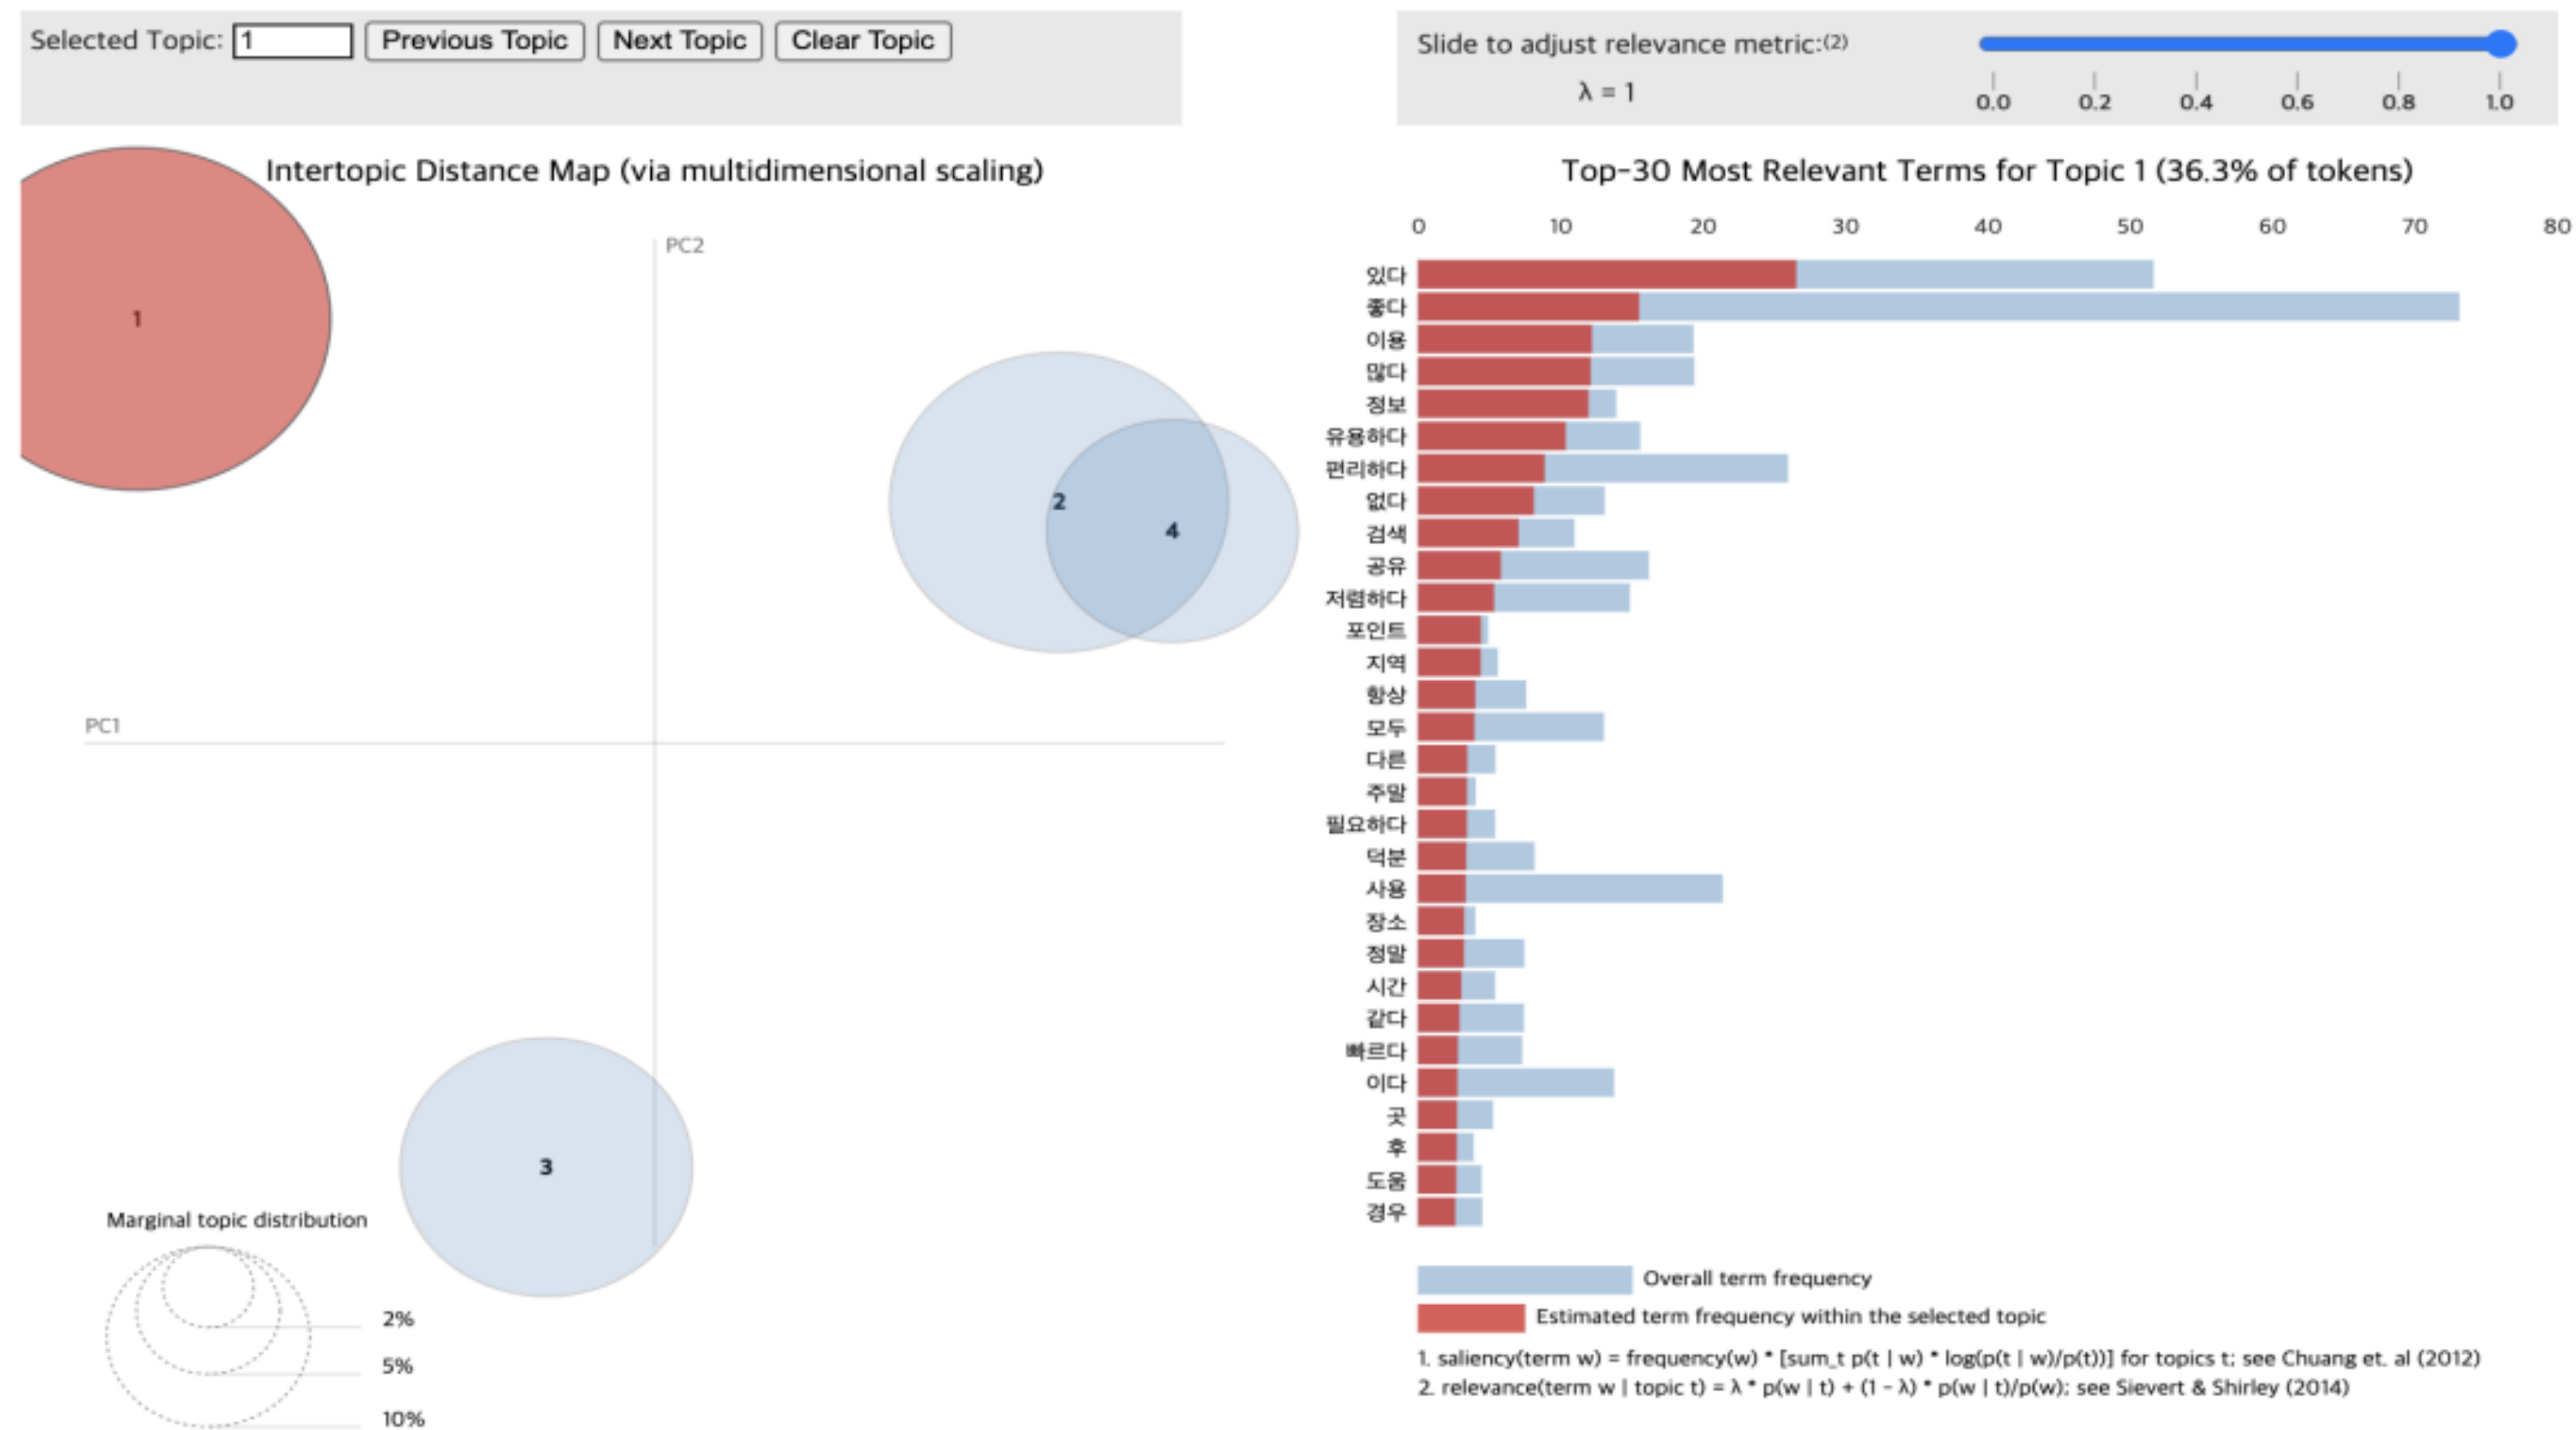 Selected Topic: 1 Previous Topic Next Topic Clear Topic
Slide to adjust relevance metric:(2)
λ = 1
0.0 0.2 0.4 0.6 0.8 1.0
Intertopic Distance Map (via multidimensional scaling)
PC2
PC1
1
2
4
3
Marginal topic distribution
2%
5%
10%
Top-30 Most Relevant Terms for Topic 1 (36.3% of tokens)
0 10 20 30 40 50 60 70 80
있다
좋다
이용
많다
정보
유용하다
편리하다
없다
검색
공유
저렴하다
포인트
지역
항상
모두
다른
주말
필요하다
덕분
사용
장소
정말
시간
같다
빠르다
이다
곳
후
도움
경우
Overall term frequency
Estimated term frequency within the selected topic
1. saliency(term w) = frequency(w) * [sum_t p(t | w) * log(p(t | w)/p(t))] for topics t; see Chuang et. al (2012)
2. relevance(term w | topic t) = λ * p(w | t) + (1 - λ) * p(w | t)/p(w); see Sievert & Shirley (2014)